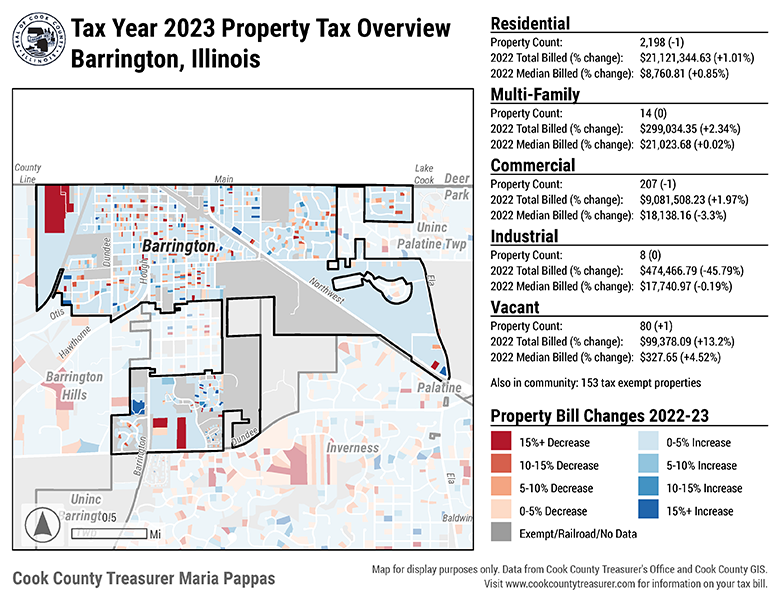 Tax Year 2023 Property Tax Overview
Barrington, Illinois
SEAL OF COOK COUNTY
ILLINOIS
County
Line
Main
Lake
Cook
Deer
Park
Uninc
Palatine Twp
Dundee
Barrington
Hough
Ela
Northwest
Otis
Hawthorne
Barrington
Hills
Palatine
Barrington
Dundee
Inverness
Ela
Uninc
Barrington
0/5
Twp
Mi
Baldwin
Residential
Property Count: 2,198 (-1)
2022 Total Billed (% change): $21,121,344.63 (+1.01%)
2022 Median Billed (% change): $8,760.81 (+0.85%)
Multi-Family
Property Count: 14 (0)
2022 Total Billed (% change): $299,034.35 (+2.34%)
2022 Median Billed (% change): $21,023.68 (+0.02%)
Commercial
Property Count: 207 (-1)
2022 Total Billed (% change): $9,081,508.23 (+1.97%)
2022 Median Billed (% change): $18,138.16 (-3.3%)
Industrial
Property Count: 8 (0)
2022 Total Billed (% change): $474,466.79 (-45.79%)
2022 Median Billed (% change): $17,740.97 (-0.19%)
Vacant
Property Count: 80 (+1)
2022 Total Billed (% change): $99,378.09 (+13.2%)
2022 Median Billed (% change): $327.65 (+4.52%)
Also in community: 153 tax exempt properties
Property Bill Changes 2022-23
15%+ Decrease
0-5% Increase
10-15% Decrease
5-10% Increase
5-10% Decrease
10-15% Increase
0-5% Decrease
15%+ Increase
Exempt/Railroad/No Data
Cook County Treasurer Maria Pappas
Map for display purposes only. Data from Cook County Treasurer's Office and Cook County GIS.
Visit www.cookcountytreasurer.com for information on your tax bill.